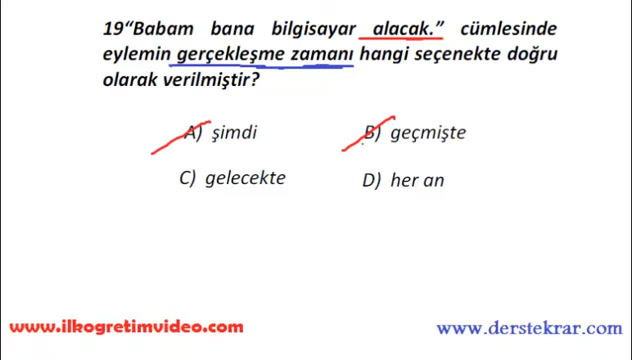 19“Babam bana bilgisayar alacak.” cümlesinde
eylemin gerçekleşme zamanı hangi seçenekte doğru
olarak verilmiştir?
A) şimdi B) geçmişte
C) gelecekte D) her an
www.ilkogretimvideo.com www.derstekrar.com